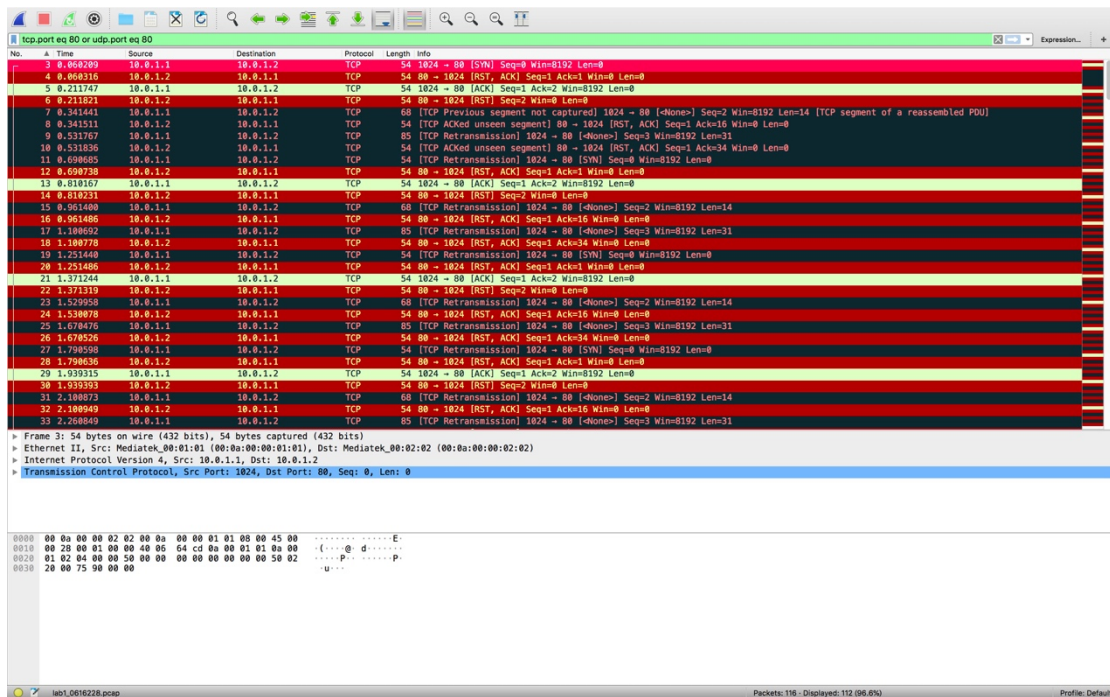 tcp.port eq 80 or udp.port eq 80 Expression... +
No. Time Source Destination Protocol Length Info
3 0.060209 10.0.1.1 10.0.1.2 TCP 54 1024 → 80 [SYN] Seq=0 Win=8192 Len=0
4 0.060316 10.0.1.2 10.0.1.1 TCP 54 80 → 1024 [RST, ACK] Seq=1 Ack=1 Win=0 Len=0
5 0.211747 10.0.1.1 10.0.1.2 TCP 54 1024 → 80 [ACK] Seq=1 Ack=2 Win=8192 Len=0
6 0.211821 10.0.1.2 10.0.1.1 TCP 54 80 → 1024 [RST] Seq=2 Win=0 Len=0
7 0.341441 10.0.1.1 10.0.1.2 TCP 68 [TCP Previous segment not captured] 1024 → 80 [<None>] Seq=2 Win=8192 Len=14 [TCP segment of a reassembled PDU]
8 0.341511 10.0.1.2 10.0.1.1 TCP 54 [TCP ACKed unseen segment] 80 → 1024 [RST, ACK] Seq=1 Ack=16 Win=0 Len=0
9 0.531767 10.0.1.1 10.0.1.2 TCP 85 [TCP Retransmission] 1024 → 80 [<None>] Seq=3 Win=8192 Len=31
10 0.531836 10.0.1.2 10.0.1.1 TCP 54 [TCP ACKed unseen segment] 80 → 1024 [RST, ACK] Seq=1 Ack=34 Win=0 Len=0
11 0.690685 10.0.1.1 10.0.1.2 TCP 54 [TCP Retransmission] 1024 → 80 [SYN] Seq=0 Win=8192 Len=0
12 0.690738 10.0.1.2 10.0.1.1 TCP 54 80 → 1024 [RST, ACK] Seq=1 Ack=1 Win=0 Len=0
13 0.810167 10.0.1.1 10.0.1.2 TCP 54 1024 → 80 [ACK] Seq=1 Ack=2 Win=8192 Len=0
14 0.810231 10.0.1.2 10.0.1.1 TCP 54 80 → 1024 [RST] Seq=2 Win=0 Len=0
15 0.961400 10.0.1.1 10.0.1.2 TCP 68 [TCP Retransmission] 1024 → 80 [<None>] Seq=2 Win=8192 Len=14
16 0.961486 10.0.1.2 10.0.1.1 TCP 54 80 → 1024 [RST, ACK] Seq=1 Ack=16 Win=0 Len=0
17 1.100692 10.0.1.1 10.0.1.2 TCP 85 [TCP Retransmission] 1024 → 80 [<None>] Seq=3 Win=8192 Len=31
18 1.100778 10.0.1.2 10.0.1.1 TCP 54 80 → 1024 [RST, ACK] Seq=1 Ack=34 Win=0 Len=0
19 1.251440 10.0.1.1 10.0.1.2 TCP 54 [TCP Retransmission] 1024 → 80 [SYN] Seq=0 Win=8192 Len=0
20 1.251486 10.0.1.2 10.0.1.1 TCP 54 80 → 1024 [RST, ACK] Seq=1 Ack=1 Win=0 Len=0
21 1.371244 10.0.1.1 10.0.1.2 TCP 54 1024 → 80 [ACK] Seq=1 Ack=2 Win=8192 Len=0
22 1.371319 10.0.1.2 10.0.1.1 TCP 54 80 → 1024 [RST] Seq=2 Win=0 Len=0
23 1.529958 10.0.1.1 10.0.1.2 TCP 68 [TCP Retransmission] 1024 → 80 [<None>] Seq=2 Win=8192 Len=14
24 1.530078 10.0.1.2 10.0.1.1 TCP 54 80 → 1024 [RST, ACK] Seq=1 Ack=16 Win=0 Len=0
25 1.670476 10.0.1.1 10.0.1.2 TCP 85 [TCP Retransmission] 1024 → 80 [<None>] Seq=3 Win=8192 Len=31
26 1.670526 10.0.1.2 10.0.1.1 TCP 54 80 → 1024 [RST, ACK] Seq=1 Ack=34 Win=0 Len=0
27 1.790598 10.0.1.1 10.0.1.2 TCP 54 [TCP Retransmission] 1024 → 80 [SYN] Seq=0 Win=8192 Len=0
28 1.790636 10.0.1.2 10.0.1.1 TCP 54 80 → 1024 [RST, ACK] Seq=1 Ack=1 Win=0 Len=0
29 1.939315 10.0.1.1 10.0.1.2 TCP 54 1024 → 80 [ACK] Seq=1 Ack=2 Win=8192 Len=0
30 1.939393 10.0.1.2 10.0.1.1 TCP 54 80 → 1024 [RST] Seq=2 Win=0 Len=0
31 2.100873 10.0.1.1 10.0.1.2 TCP 68 [TCP Retransmission] 1024 → 80 [<None>] Seq=2 Win=8192 Len=14
32 2.100949 10.0.1.2 10.0.1.1 TCP 54 80 → 1024 [RST, ACK] Seq=1 Ack=16 Win=0 Len=0
33 2.260849 10.0.1.1 10.0.1.2 TCP 85 [TCP Retransmission] 1024 → 80 [<None>] Seq=3 Win=8192 Len=31
Frame 3: 54 bytes on wire (432 bits), 54 bytes captured (432 bits)
Ethernet II, Src: Mediatek_00:01:01 (00:0a:00:00:01:01), Dst: Mediatek_00:02:02 (00:0a:00:00:02:02)
Internet Protocol Version 4, Src: 10.0.1.1, Dst: 10.0.1.2
Transmission Control Protocol, Src Port: 1024, Dst Port: 80, Seq: 0, Len: 0
0000 00 0a 00 00 02 02 00 0a 00 00 01 01 08 00 45 00 ········ ······E·
0010 00 28 00 01 00 00 40 06 64 cd 0a 00 01 01 0a 00 ·(····@· d·······
0020 01 02 04 00 00 50 00 00 00 00 00 00 00 00 50 02 ·····P·· ······P·
0030 20 00 75 90 00 00 ·u···
lab1_0616228.pcap Packets: 116 · Displayed: 112 (96.6%) Profile: Default